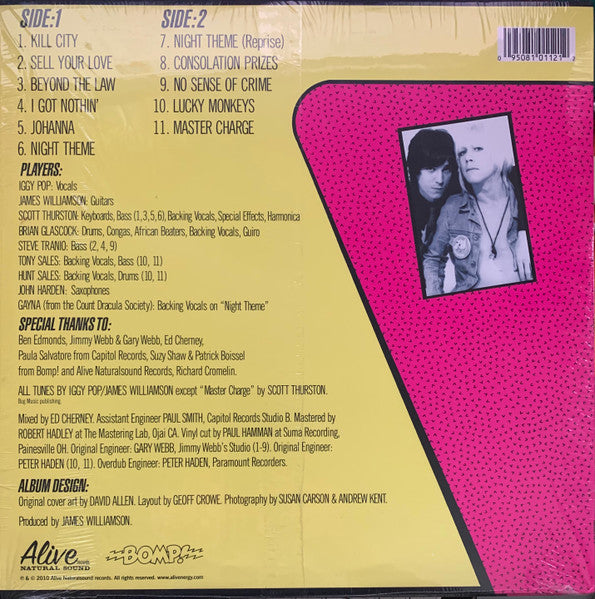 SIDE:1
1. KILL CITY
2. SELL YOUR LOVE
3. BEYOND THE LAW
4. I GOT NOTHIN'
5. JOHANNA
6. NIGHT THEME
SIDE:2
7. NIGHT THEME (Reprise)
8. CONSOLATION PRIZES
9. NO SENSE OF CRIME
10. LUCKY MONKEYS
11. MASTER CHARGE
0 95081 01121 2
PLAYERS:
IGGY POP: Vocals
JAMES WILLIAMSON: Guitars
SCOTT THURSTON: Keyboards, Bass (1,3,5,6), Backing Vocals, Special Effects, Harmonica
BRIAN GLASCOCK: Drums, Congas, African Beaters, Backing Vocals, Guiro
STEVE TRANIO: Bass (2, 4, 9)
TONY SALES: Backing Vocals, Bass (10, 11)
HUNT SALES: Backing Vocals, Drums (10, 11)
JOHN HARDEN: Saxophones
GAYNA (from the Count Dracula Society): Backing Vocals on "Night Theme"
SPECIAL THANKS TO:
Ben Edmonds, Jimmy Webb & Gary Webb, Ed Cherney,
Paula Salvatore from Capitol Records, Suzy Shaw & Patrick Boissel
from Bomp! and Alive Naturalsound Records, Richard Cromelin.
ALL TUNES BY IGGY POP/JAMES WILLIAMSON except "Master Charge" by SCOTT THURSTON.
Bug Music publishing.
Mixed by ED CHERNEY. Assistant Engineer PAUL SMITH, Capitol Records Studio B. Mastered by
ROBERT HADLEY at The Mastering Lab, Ojai CA. Vinyl cut by PAUL HAMMAN at Suma Recording,
Painesville OH. Original Engineer: GARY WEBB, Jimmy Webb's Studio (1-9). Original Engineer:
PETER HADEN (10, 11). Overdub Engineer: PETER HADEN, Paramount Recorders.
ALBUM DESIGN:
Original cover art by DAVID ALLEN. Layout by GEOFF CROWE. Photography by SUSAN CARSON & ANDREW KENT.
Produced by JAMES WILLIAMSON.
Alive records
NATURAL SOUND
BOMP!
℗ & © 2010 Alive Naturalsound records. All rights reserved. www.alivenergy.com